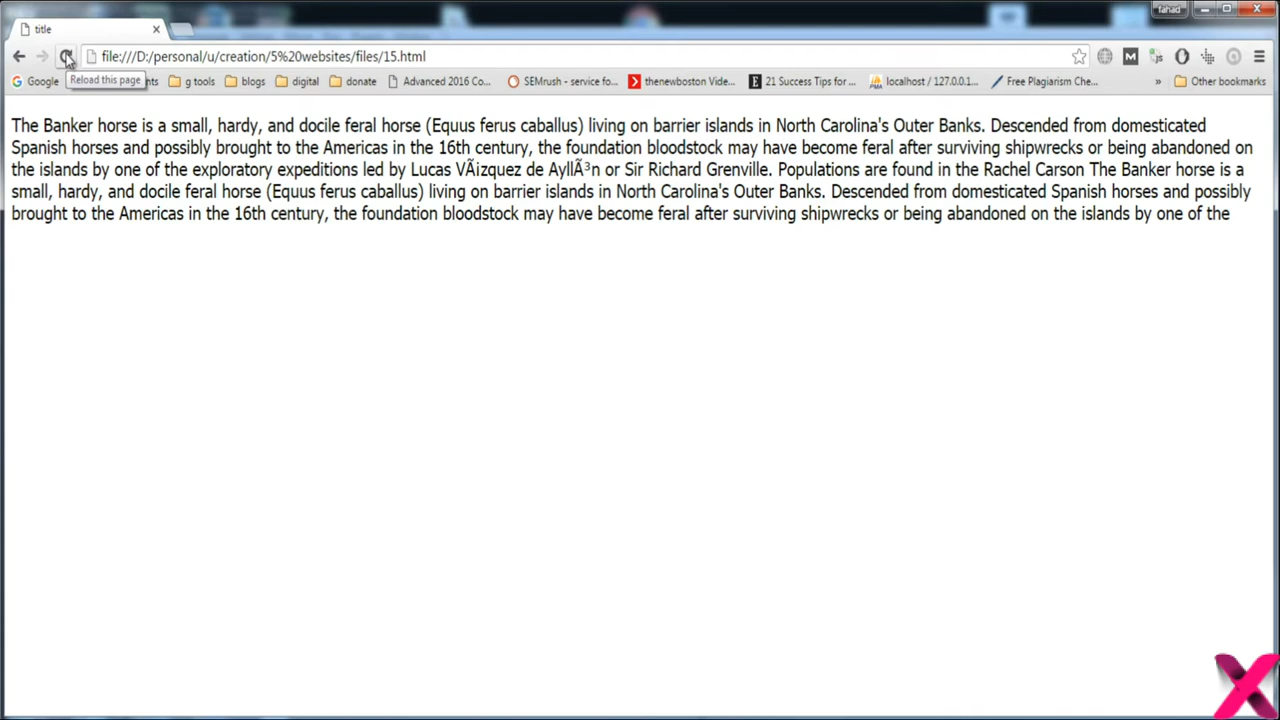 fahad
title
file:///D:/personal/u/creation/5%20websites/files/15.html
Google
nts
g tools
blogs
digital
donate
Advanced 2016 Co...
SEMrush - service fo...
thenewboston Vide...
21 Success Tips for ...
localhost / 127.0.0.1...
Free Plagiarism Che...
»
Other bookmarks
Reload this page
The Banker horse is a small, hardy, and docile feral horse (Equus ferus caballus) living on barrier islands in North Carolina's Outer Banks. Descended from domesticated
Spanish horses and possibly brought to the Americas in the 16th century, the foundation bloodstock may have become feral after surviving shipwrecks or being abandoned on
the islands by one of the exploratory expeditions led by Lucas VÃizquez de AyllÃ³n or Sir Richard Grenville. Populations are found in the Rachel Carson The Banker horse is a
small, hardy, and docile feral horse (Equus ferus caballus) living on barrier islands in North Carolina's Outer Banks. Descended from domesticated Spanish horses and possibly
brought to the Americas in the 16th century, the foundation bloodstock may have become feral after surviving shipwrecks or being abandoned on the islands by one of the